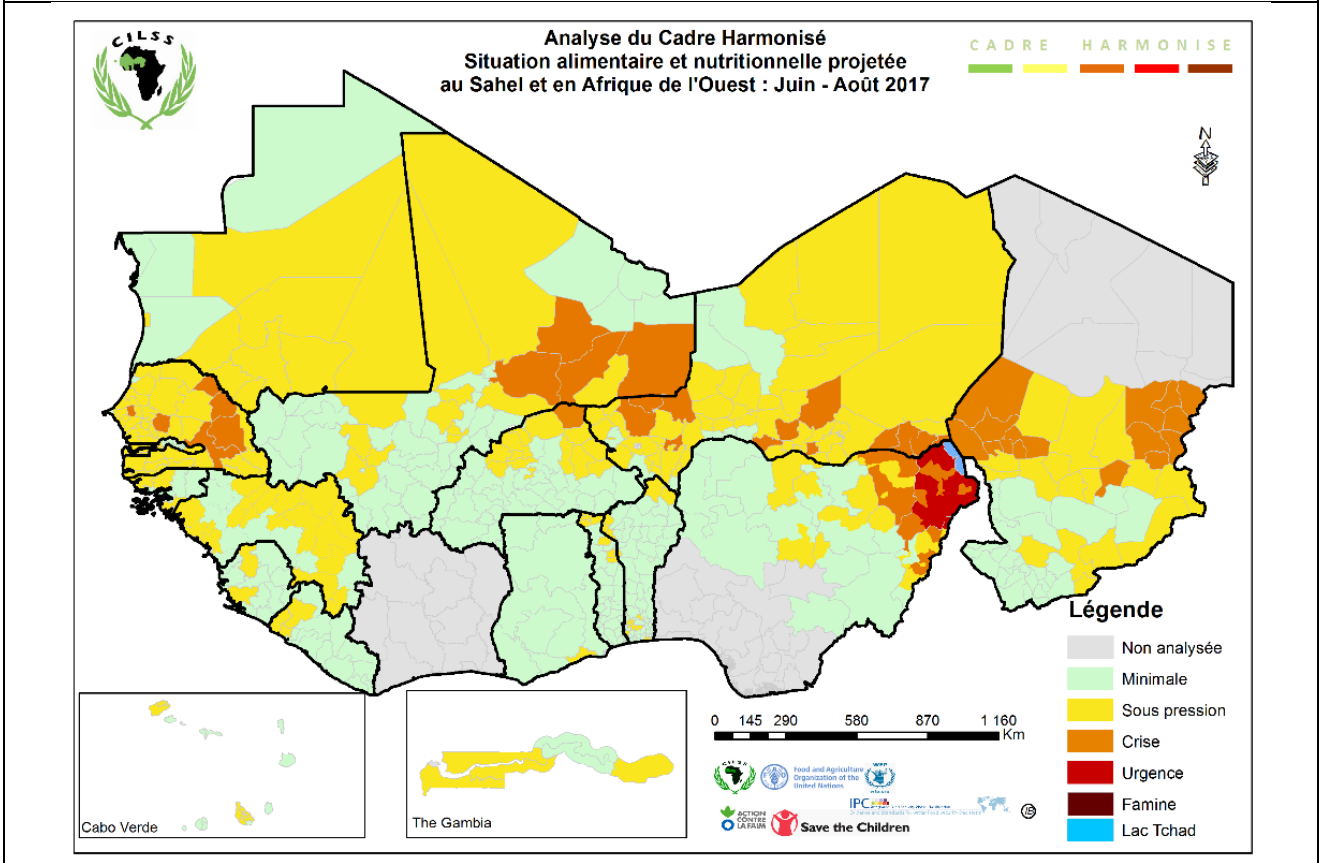 CILSS
Analyse du Cadre Harmonisé
Situation alimentaire et nutritionnelle projetée
au Sahel et en Afrique de l'Ouest : Juin - Août 2017
CADRE HARMONISE
N
Légende
Non analysée
Minimale
Sous pression
Crise
Urgence
Famine
Lac Tchad
0 145 290 580 870 1 160
Km
Food and Agriculture
Organization of the
United Nations
WFP
IPC
ACTION
CONTRE
LA FAIM
Save the Children
Cabo Verde
The Gambia